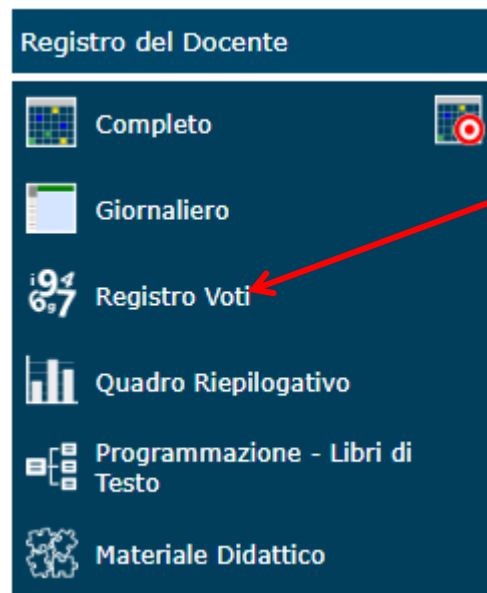 Registro del Docente
Completo
Giornaliero
Registro Voti
Quadro Riepilogativo
Programmazione - Libri di
Testo
Materiale Didattico